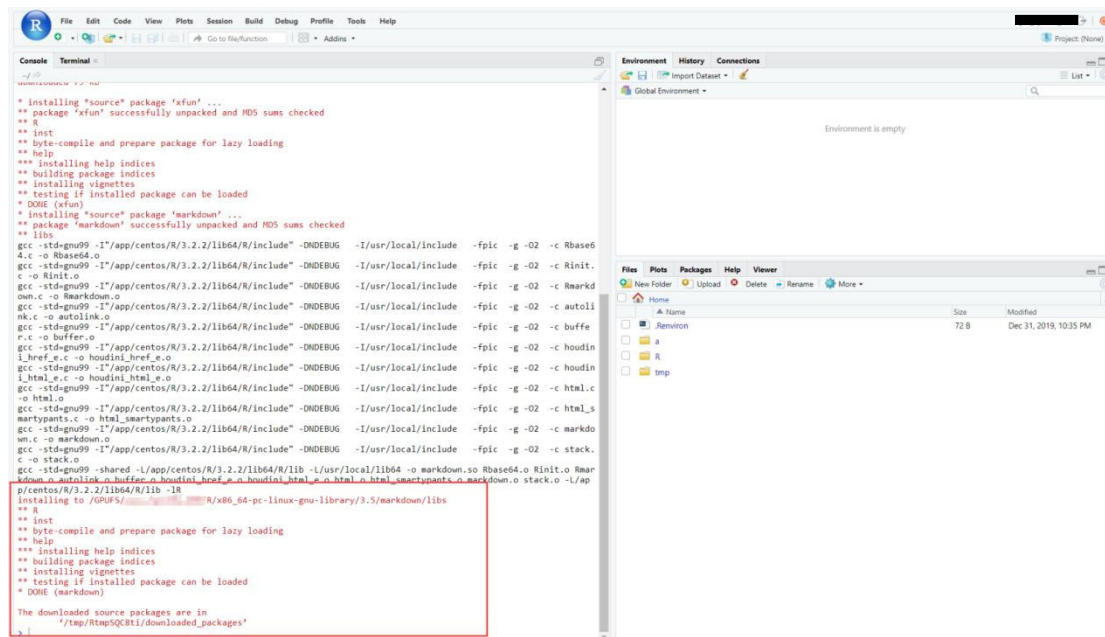 File Edit Code View Plots Session Build Debug Profile Tools Help
Go to file/function Addins
Project: (None)
Console Terminal
~/
* installing *source* package ‘xfun’ ...
** package ‘xfun’ successfully unpacked and MD5 sums checked
** R
** inst
** byte-compile and prepare package for lazy loading
** help
*** installing help indices
** building package indices
** installing vignettes
** testing if installed package can be loaded
* DONE (xfun)
* installing *source* package ‘markdown’ ...
** package ‘markdown’ successfully unpacked and MD5 sums checked
** libs
gcc -std=gnu99 -I"/app/centos/R/3.2.2/lib64/R/include" -DNDEBUG -I/usr/local/include -fpic -g -O2 -c Rbase6
4.c -o Rbase64.o
gcc -std=gnu99 -I"/app/centos/R/3.2.2/lib64/R/include" -DNDEBUG -I/usr/local/include -fpic -g -O2 -c Rinit.
c -o Rinit.o
gcc -std=gnu99 -I"/app/centos/R/3.2.2/lib64/R/include" -DNDEBUG -I/usr/local/include -fpic -g -O2 -c Rmarkd
own.c -o Rmarkdown.o
gcc -std=gnu99 -I"/app/centos/R/3.2.2/lib64/R/include" -DNDEBUG -I/usr/local/include -fpic -g -O2 -c autoli
nk.c -o autolink.o
gcc -std=gnu99 -I"/app/centos/R/3.2.2/lib64/R/include" -DNDEBUG -I/usr/local/include -fpic -g -O2 -c buffe
r.c -o buffer.o
gcc -std=gnu99 -I"/app/centos/R/3.2.2/lib64/R/include" -DNDEBUG -I/usr/local/include -fpic -g -O2 -c houdin
i_href_e.c -o houdini_href_e.o
gcc -std=gnu99 -I"/app/centos/R/3.2.2/lib64/R/include" -DNDEBUG -I/usr/local/include -fpic -g -O2 -c houdin
i_html_e.c -o houdini_html_e.o
gcc -std=gnu99 -I"/app/centos/R/3.2.2/lib64/R/include" -DNDEBUG -I/usr/local/include -fpic -g -O2 -c html.c
-o html.o
gcc -std=gnu99 -I"/app/centos/R/3.2.2/lib64/R/include" -DNDEBUG -I/usr/local/include -fpic -g -O2 -c html_s
martypants.c -o html_smartypants.o
gcc -std=gnu99 -I"/app/centos/R/3.2.2/lib64/R/include" -DNDEBUG -I/usr/local/include -fpic -g -O2 -c markdo
wn.c -o markdown.o
gcc -std=gnu99 -I"/app/centos/R/3.2.2/lib64/R/include" -DNDEBUG -I/usr/local/include -fpic -g -O2 -c stack.
c -o stack.o
gcc -std=gnu99 -shared -L/app/centos/R/3.2.2/lib64/R/lib -L/usr/local/lib64 -o markdown.so Rbase64.o Rinit.o Rmar
kdown.o autolink.o buffer.o houdini_href_e.o houdini_html_e.o html.o html_smartypants.o markdown.o stack.o -L/ap
p/centos/R/3.2.2/lib64/R/lib -lR
installing to /GPUFS/ /R/x86_64-pc-linux-gnu-library/3.5/markdown/libs
** R
** inst
** byte-compile and prepare package for lazy loading
** help
*** installing help indices
** building package indices
** installing vignettes
** testing if installed package can be loaded
* DONE (markdown)
The downloaded source packages are in
‘/tmp/RtmpSQC8ti/downloaded_packages’
>
Environment History Connections
Import Dataset List
Global Environment
Environment is empty
Files Plots Packages Help Viewer
New Folder Upload Delete Rename More
Home
Name Size Modified
.Renviron 72 B Dec 31, 2019, 10:35 PM
a
R
tmp